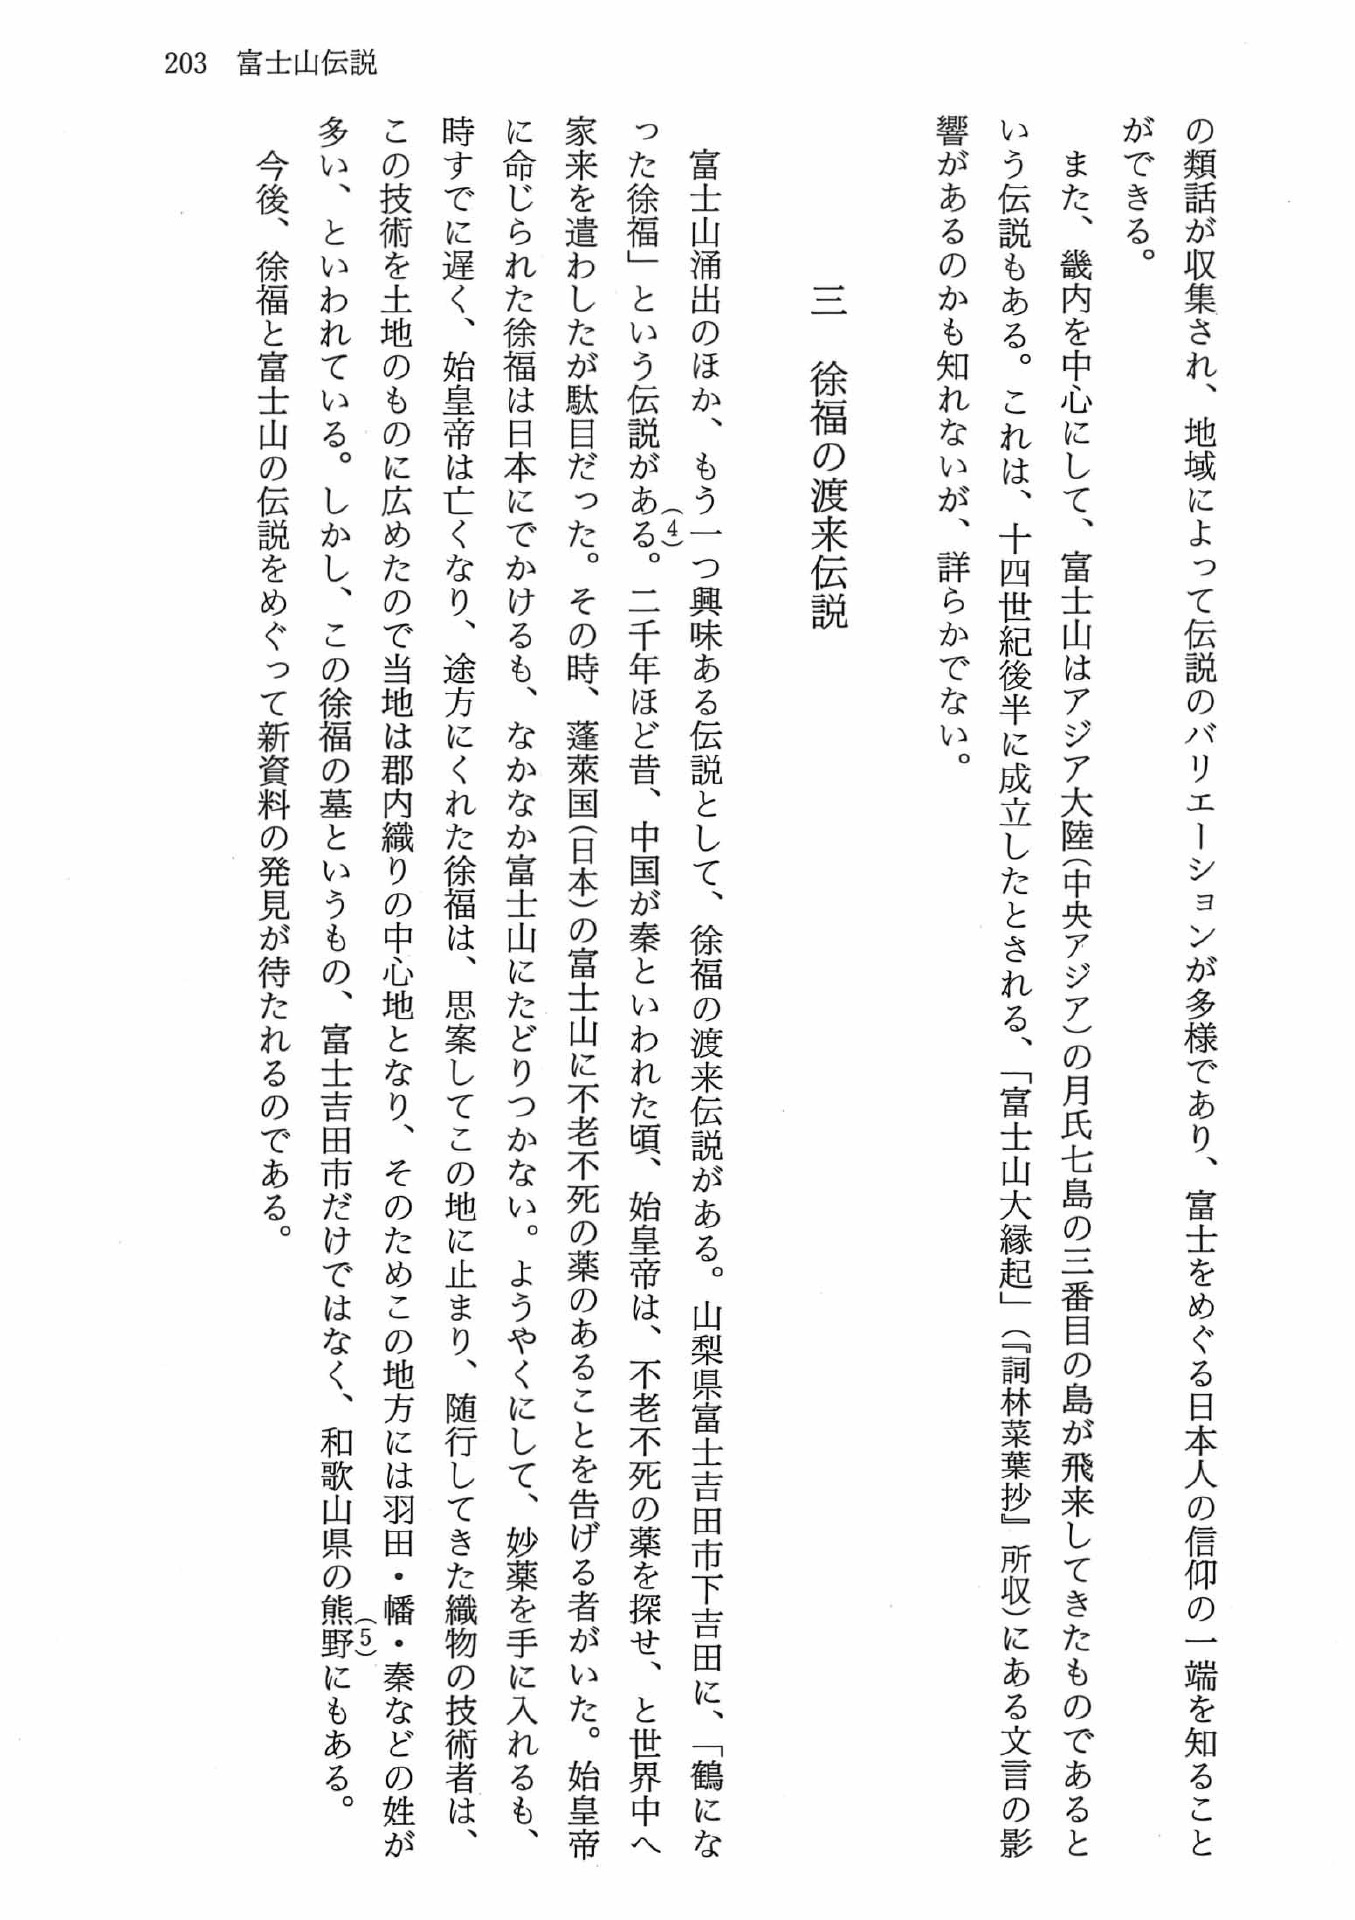 203 富士山伝説
の類話が収集され、地域によって伝説のバリエーションが多様であり、富士をめぐる日本人の信仰の一端を知ること
ができる。
また、畿内を中心にして、富士山はアジア大陸(中央アジア)の月氏七島の三番目の島が飛来してきたものであると
いう伝説もある。これは、十四世紀後半に成立したとされる、「富士山大縁起」(『詞林菜葉抄』所収)にある文言の影
響があるのかも知れないが、詳らかでない。
三 徐福の渡来伝説
富士山涌出のほか、もう一つ興味ある伝説として、徐福の渡来伝説がある。山梨県富士吉田市下吉田に、「鶴にな
った徐福」という伝説がある(4)。二千年ほど昔、中国が秦といわれた頃、始皇帝は、不老不死の薬を探せ、と世界中へ
家来を遣わしたが駄目だった。その時、蓬萊国(日本)の富士山に不老不死の薬のあることを告げる者がいた。始皇帝
に命じられた徐福は日本にでかけるも、なかなか富士山にたどりつかない。ようやくにして、妙薬を手に入れるも、
時すでに遅く、始皇帝は亡くなり、途方にくれた徐福は、思案してこの地に止まり、随行してきた織物の技術者は、
この技術を土地のものに広めたので当地は郡内織りの中心地となり、そのためこの地方には羽田・幡・秦などの姓が
多い、といわれている。しかし、この徐福の墓というもの、富士吉田市だけではなく、和歌山県の熊野(5)にもある。
今後、徐福と富士山の伝説をめぐって新資料の発見が待たれるのである。